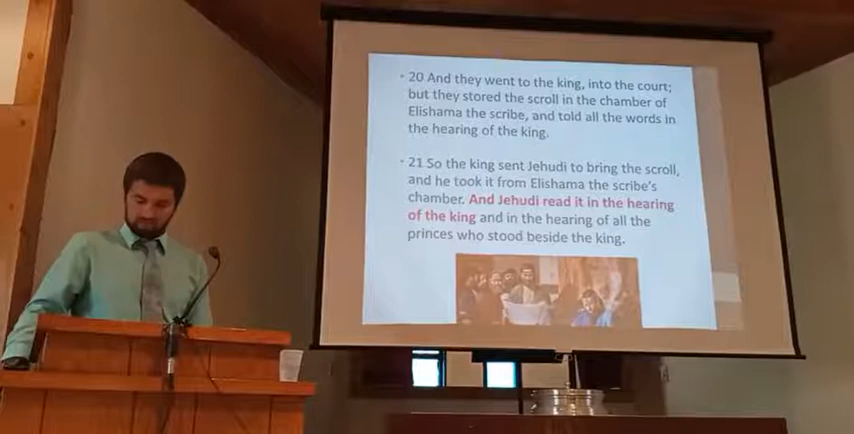 • 20 And they went to the king, into the court;
but they stored the scroll in the chamber of
Elishama the scribe, and told all the words in
the hearing of the king.
• 21 So the king sent Jehudi to bring the scroll,
and he took it from Elishama the scribe's
chamber. And Jehudi read it in the hearing
of the king and in the hearing of all the
princes who stood beside the king.